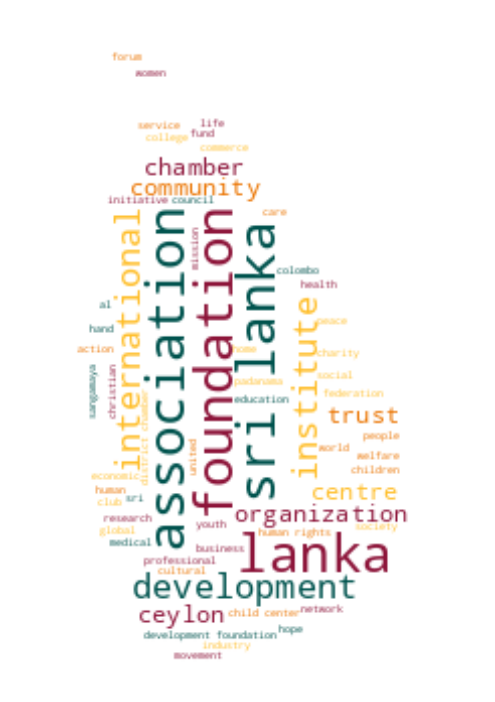 forum
women
service
life
college
fund
commerce
chamber
community
initiative
council
care
international
association
foundation
mission
sri lanka
colombo
health
al
institute
peace
hand
action
home
charity
sangamaya
christian
district chamber
padanama
social
education
federation
trust
people
united
world
welfare
children
economic
human
club
sri
centre
research
youth
organization
global
human rights
society
medical
business
lanka
professional
cultural
development
ceylon
child center
network
development foundation
hope
industry
movement